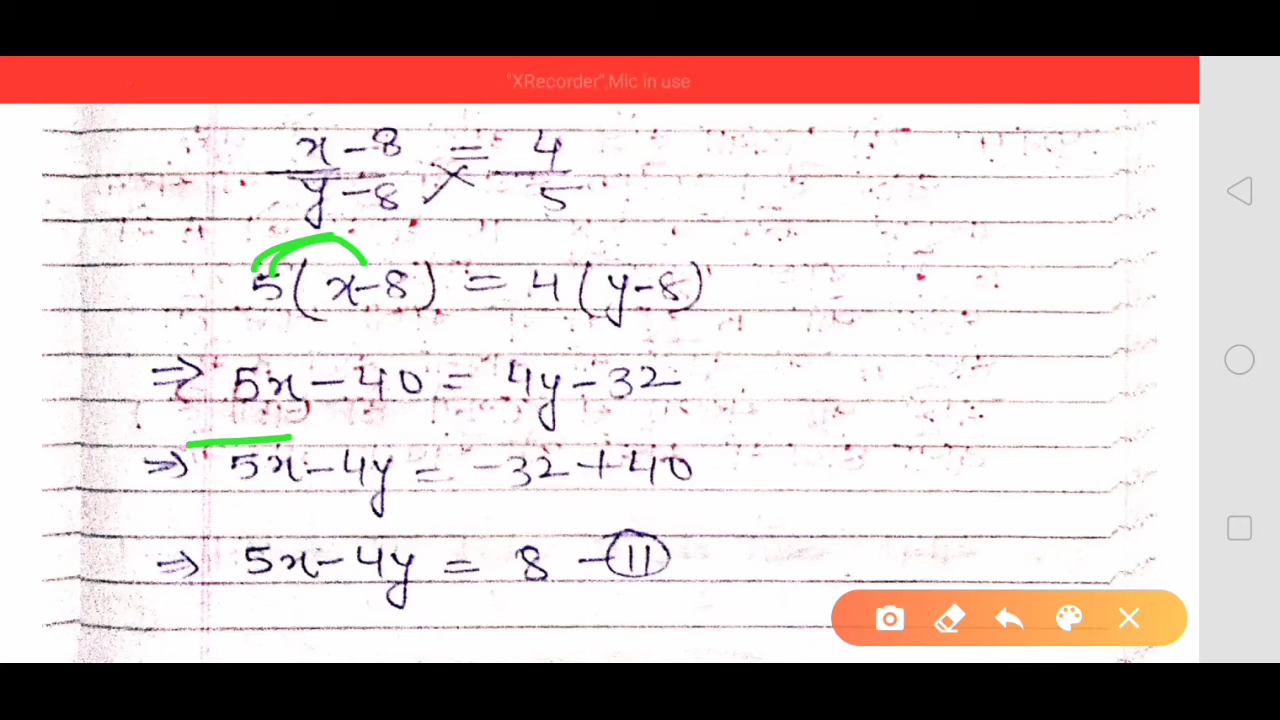 "XRecorder",Mic in use
x-8 / y-8 = 4 / 5
5(x-8) = 4(y-8)
⇒ 5x-40 = 4y-32
⇒ 5x-4y = -32+40
⇒ 5x-4y = 8 -(11)